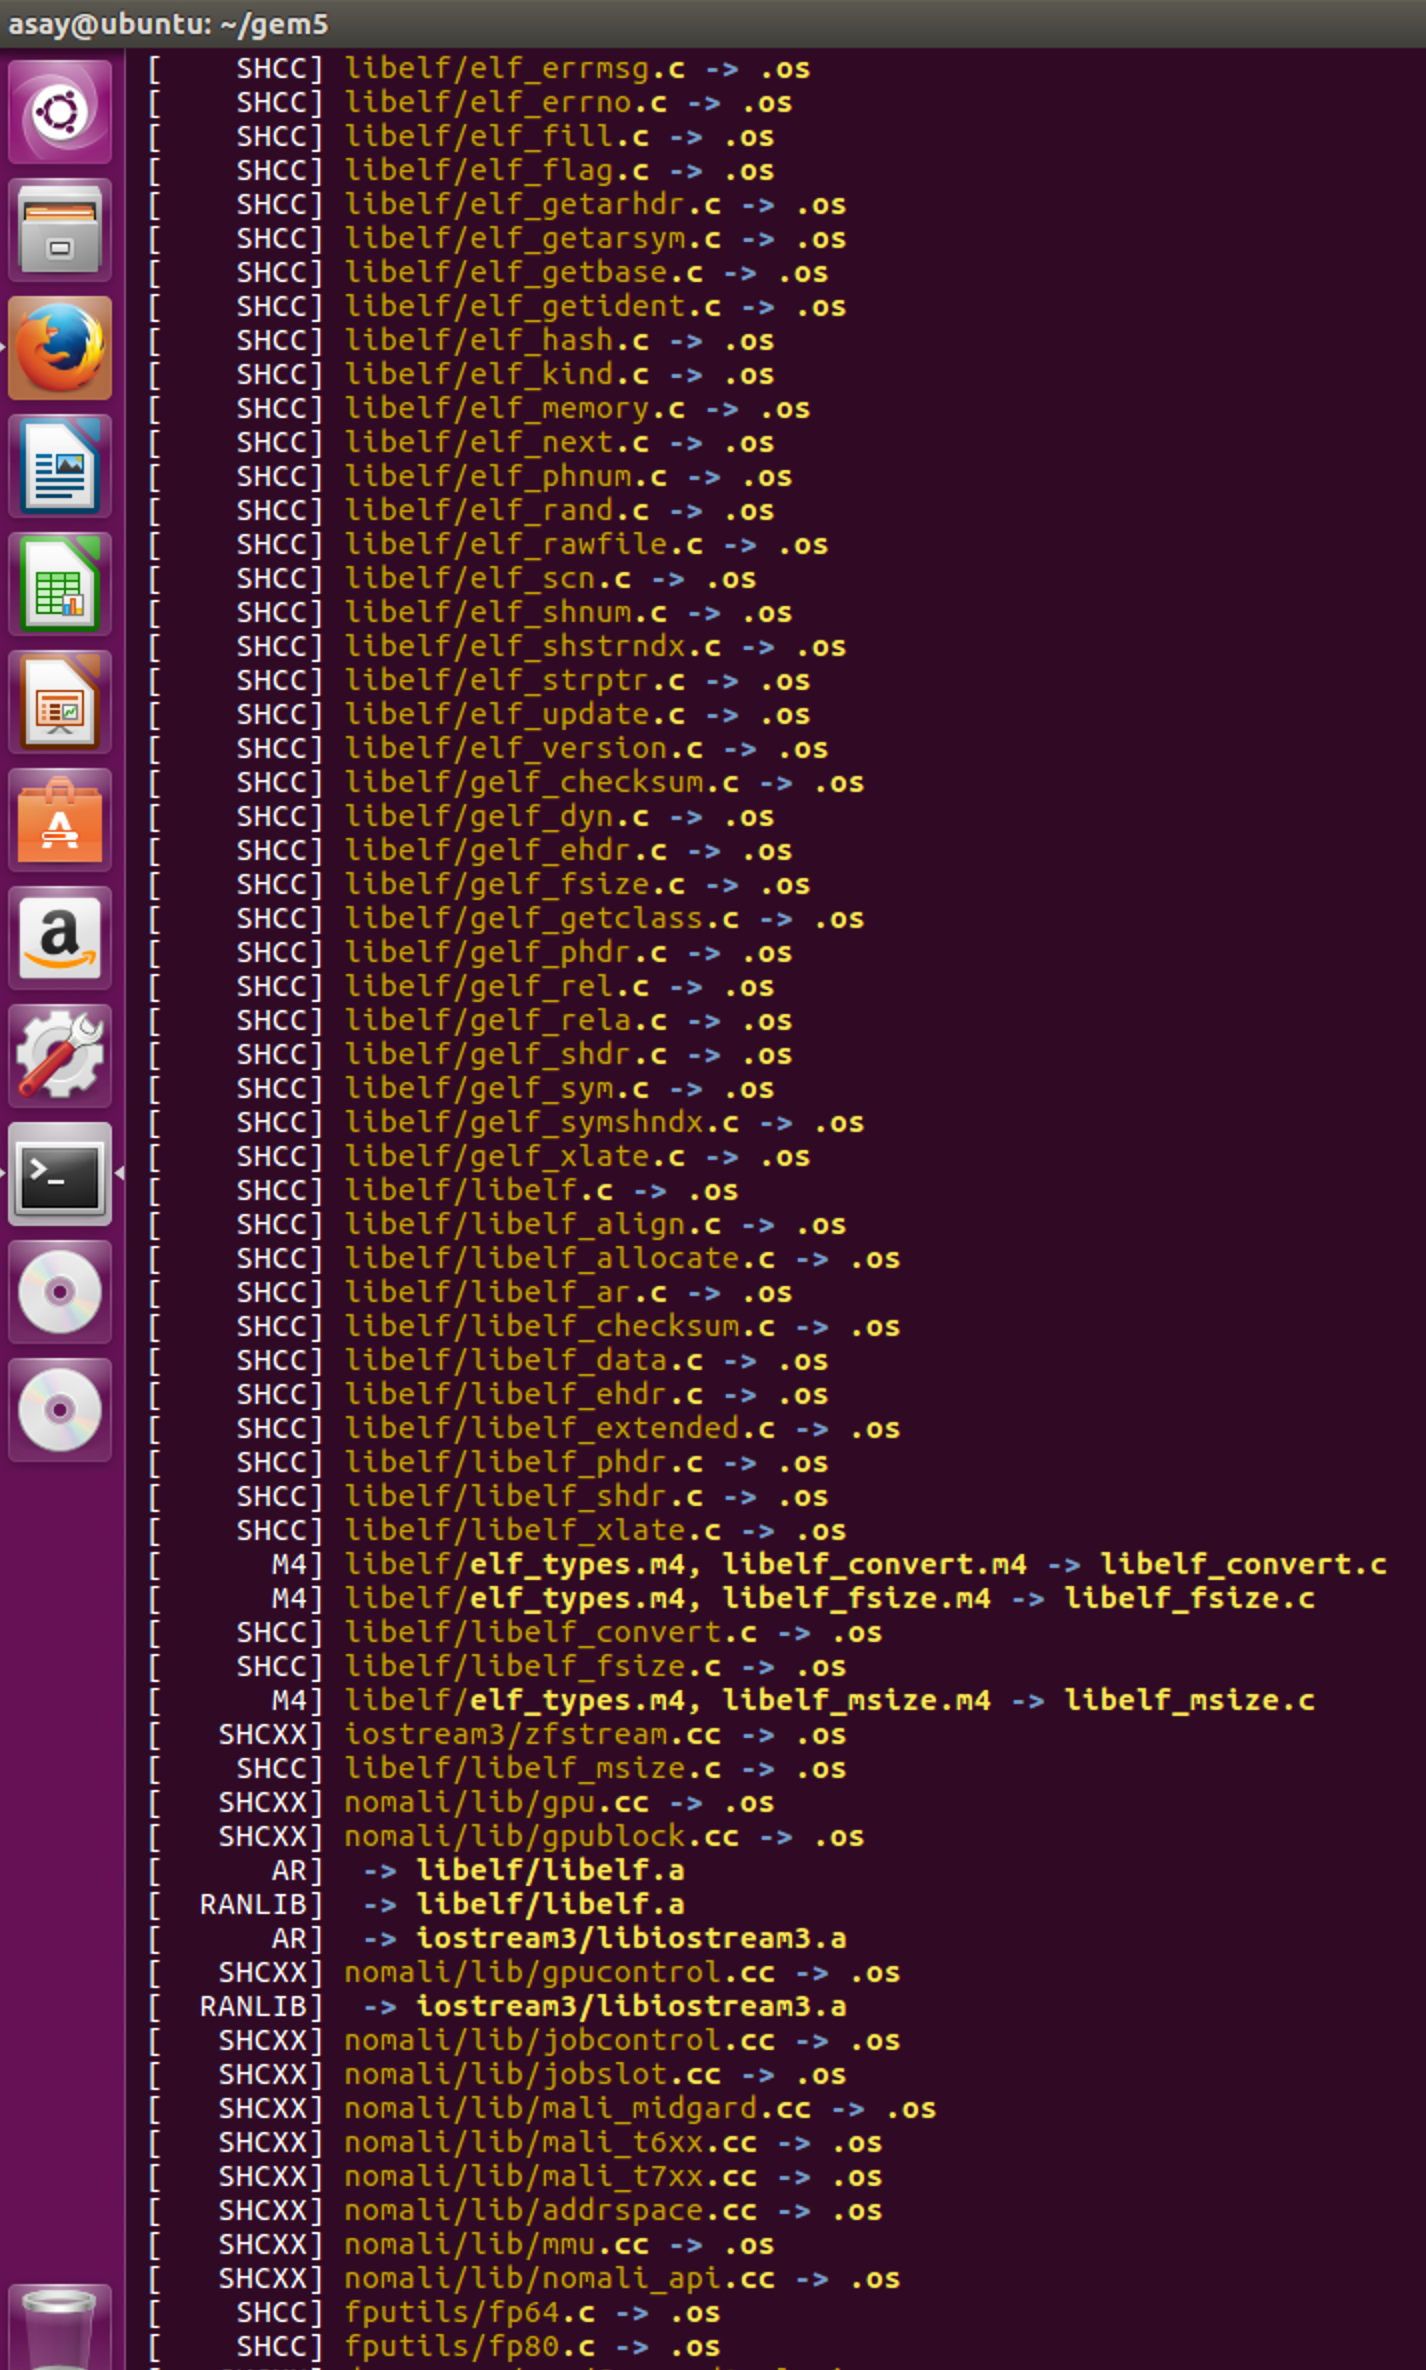 asay@ubuntu: ~/gem5
[    SHCC] libelf/elf_errmsg.c -> .os
[    SHCC] libelf/elf_errno.c -> .os
[    SHCC] libelf/elf_fill.c -> .os
[    SHCC] libelf/elf_flag.c -> .os
[    SHCC] libelf/elf_getarhdr.c -> .os
[    SHCC] libelf/elf_getarsym.c -> .os
[    SHCC] libelf/elf_getbase.c -> .os
[    SHCC] libelf/elf_getident.c -> .os
[    SHCC] libelf/elf_hash.c -> .os
[    SHCC] libelf/elf_kind.c -> .os
[    SHCC] libelf/elf_memory.c -> .os
[    SHCC] libelf/elf_next.c -> .os
[    SHCC] libelf/elf_phnum.c -> .os
[    SHCC] libelf/elf_rand.c -> .os
[    SHCC] libelf/elf_rawfile.c -> .os
[    SHCC] libelf/elf_scn.c -> .os
[    SHCC] libelf/elf_shnum.c -> .os
[    SHCC] libelf/elf_shstrndx.c -> .os
[    SHCC] libelf/elf_strptr.c -> .os
[    SHCC] libelf/elf_update.c -> .os
[    SHCC] libelf/elf_version.c -> .os
[    SHCC] libelf/gelf_checksum.c -> .os
[    SHCC] libelf/gelf_dyn.c -> .os
[    SHCC] libelf/gelf_ehdr.c -> .os
[    SHCC] libelf/gelf_fsize.c -> .os
[    SHCC] libelf/gelf_getclass.c -> .os
[    SHCC] libelf/gelf_phdr.c -> .os
[    SHCC] libelf/gelf_rel.c -> .os
[    SHCC] libelf/gelf_rela.c -> .os
[    SHCC] libelf/gelf_shdr.c -> .os
[    SHCC] libelf/gelf_sym.c -> .os
[    SHCC] libelf/gelf_symshndx.c -> .os
[    SHCC] libelf/gelf_xlate.c -> .os
[    SHCC] libelf/libelf.c -> .os
[    SHCC] libelf/libelf_align.c -> .os
[    SHCC] libelf/libelf_allocate.c -> .os
[    SHCC] libelf/libelf_ar.c -> .os
[    SHCC] libelf/libelf_checksum.c -> .os
[    SHCC] libelf/libelf_data.c -> .os
[    SHCC] libelf/libelf_ehdr.c -> .os
[    SHCC] libelf/libelf_extended.c -> .os
[    SHCC] libelf/libelf_phdr.c -> .os
[    SHCC] libelf/libelf_shdr.c -> .os
[    SHCC] libelf/libelf_xlate.c -> .os
[      M4] libelf/elf_types.m4, libelf_convert.m4 -> libelf_convert.c
[      M4] libelf/elf_types.m4, libelf_fsize.m4 -> libelf_fsize.c
[    SHCC] libelf/libelf_convert.c -> .os
[    SHCC] libelf/libelf_fsize.c -> .os
[      M4] libelf/elf_types.m4, libelf_msize.m4 -> libelf_msize.c
[   SHCXX] iostream3/zfstream.cc -> .os
[    SHCC] libelf/libelf_msize.c -> .os
[   SHCXX] nomali/lib/gpu.cc -> .os
[   SHCXX] nomali/lib/gpublock.cc -> .os
[      AR]  -> libelf/libelf.a
[  RANLIB]  -> libelf/libelf.a
[      AR]  -> iostream3/libiostream3.a
[   SHCXX] nomali/lib/gpucontrol.cc -> .os
[  RANLIB]  -> iostream3/libiostream3.a
[   SHCXX] nomali/lib/jobcontrol.cc -> .os
[   SHCXX] nomali/lib/jobslot.cc -> .os
[   SHCXX] nomali/lib/mali_midgard.cc -> .os
[   SHCXX] nomali/lib/mali_t6xx.cc -> .os
[   SHCXX] nomali/lib/mali_t7xx.cc -> .os
[   SHCXX] nomali/lib/addrspace.cc -> .os
[   SHCXX] nomali/lib/mmu.cc -> .os
[   SHCXX] nomali/lib/nomali_api.cc -> .os
[    SHCC] fputils/fp64.c -> .os
[    SHCC] fputils/fp80.c -> .os